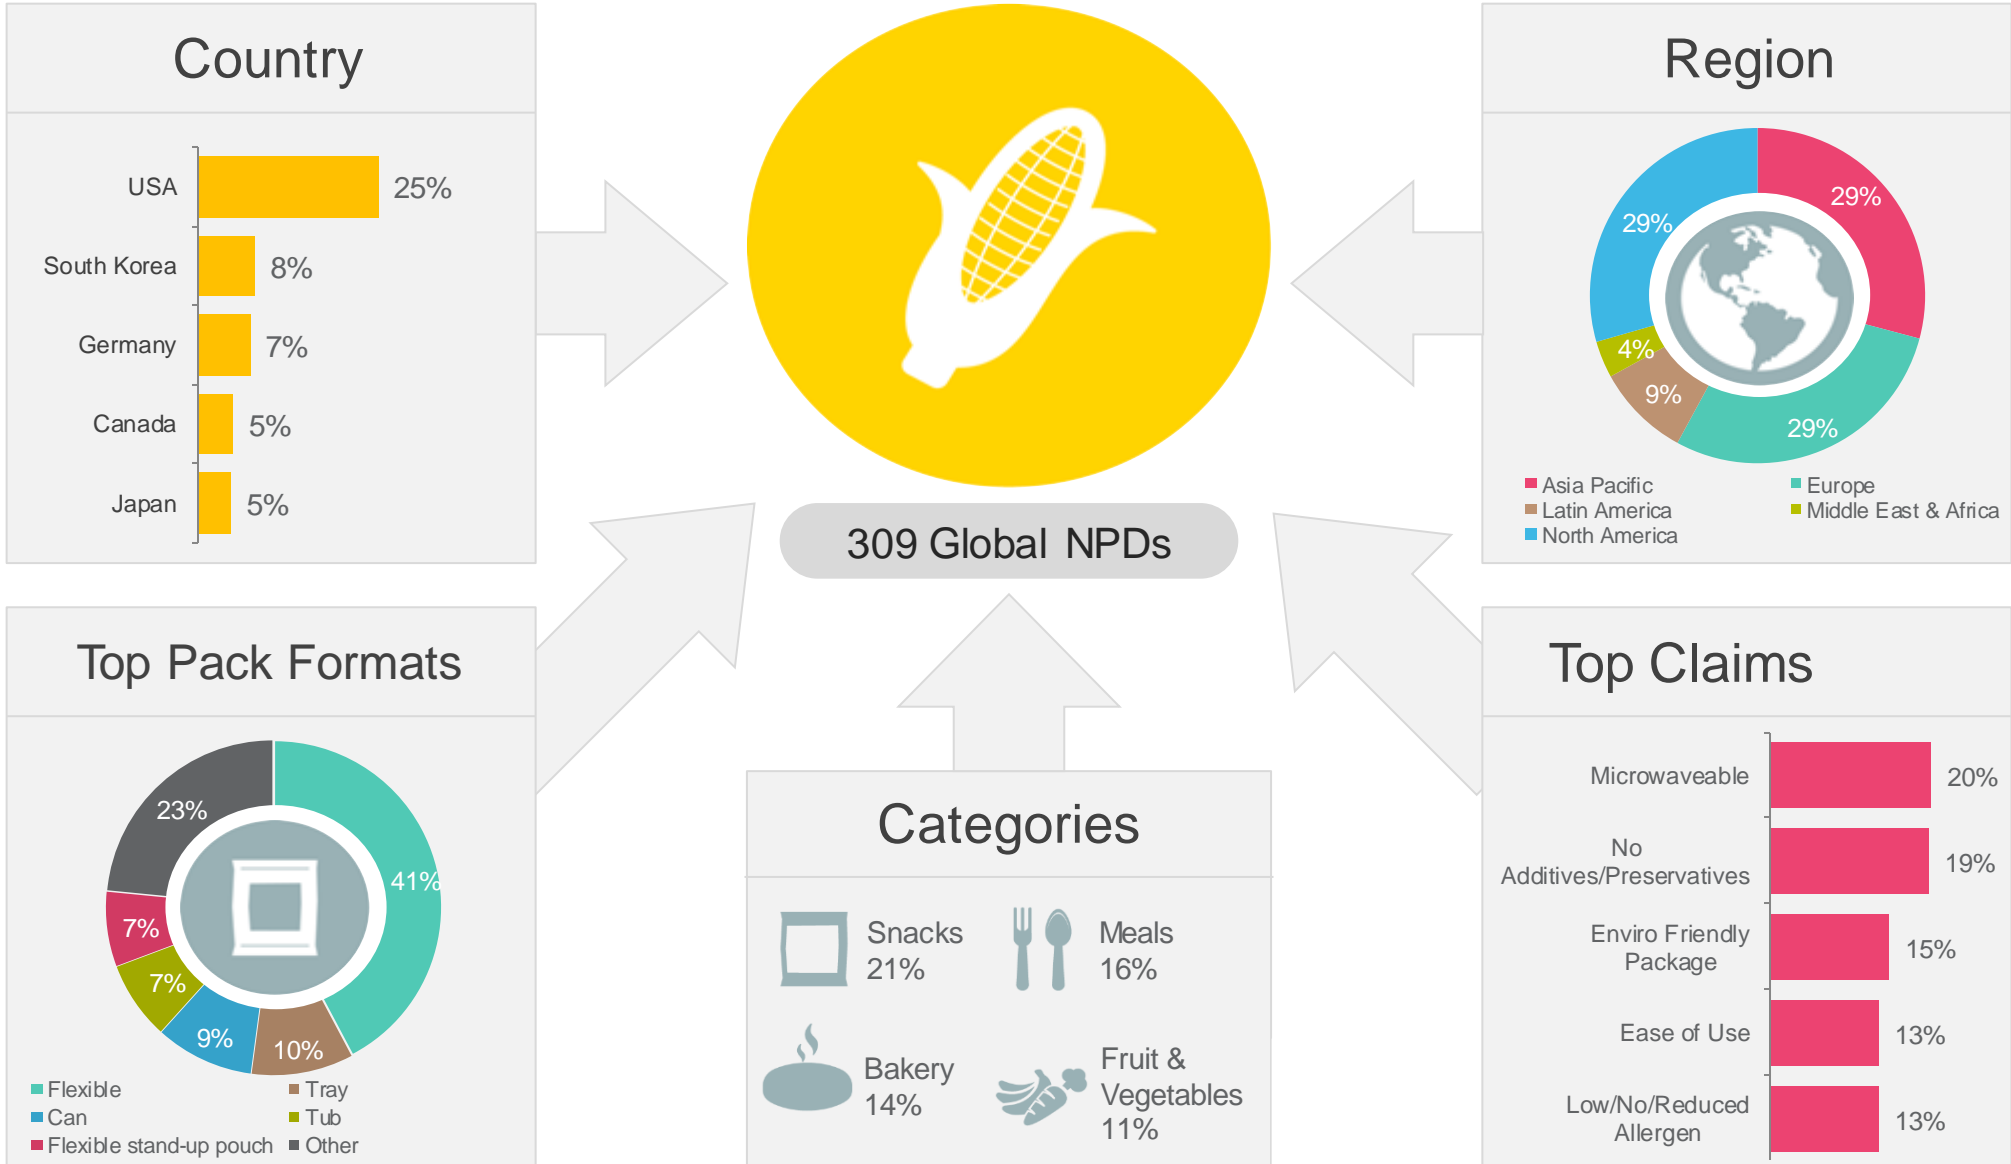 Country
USA
25%
South Korea
8%
Germany
7%
Canada
5%
Japan
5%
309 Global NPDs
Region
29%
29%
29%
9%
4%
Asia Pacific
Europe
Latin America
Middle East & Africa
North America
Top Pack Formats
41%
10%
9%
7%
7%
23%
Flexible
Tray
Can
Tub
Flexible stand-up pouch
Other
Categories
Snacks
21%
Meals
16%
Bakery
14%
Fruit &
Vegetables
11%
Top Claims
Microwaveable
20%
No
Additives/Preservatives
19%
Enviro Friendly
Package
15%
Ease of Use
13%
Low/No/Reduced
Allergen
13%